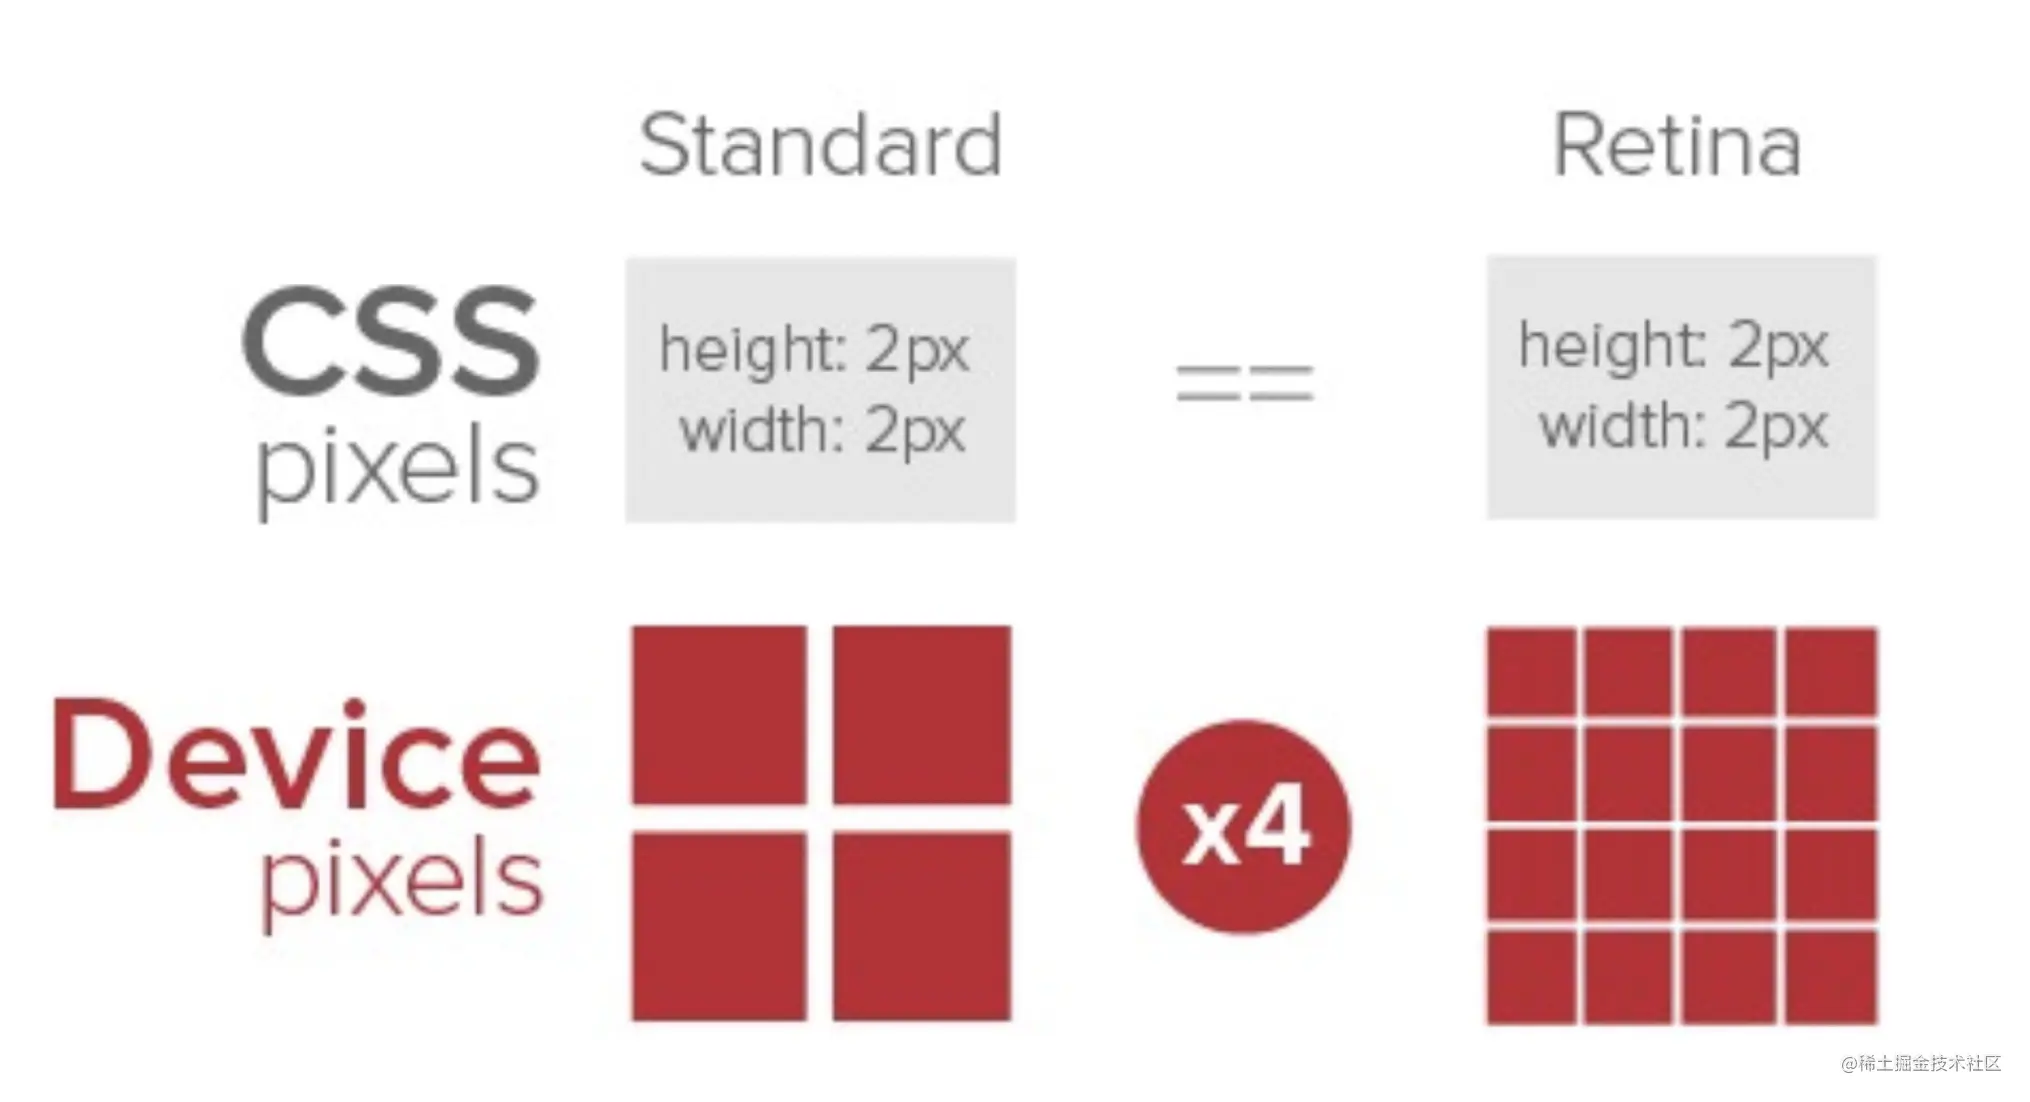 Standard
Retina
CSS
pixels
height: 2px
width: 2px
==
height: 2px
width: 2px
Device
pixels
x4
@稀土掘金技术社区